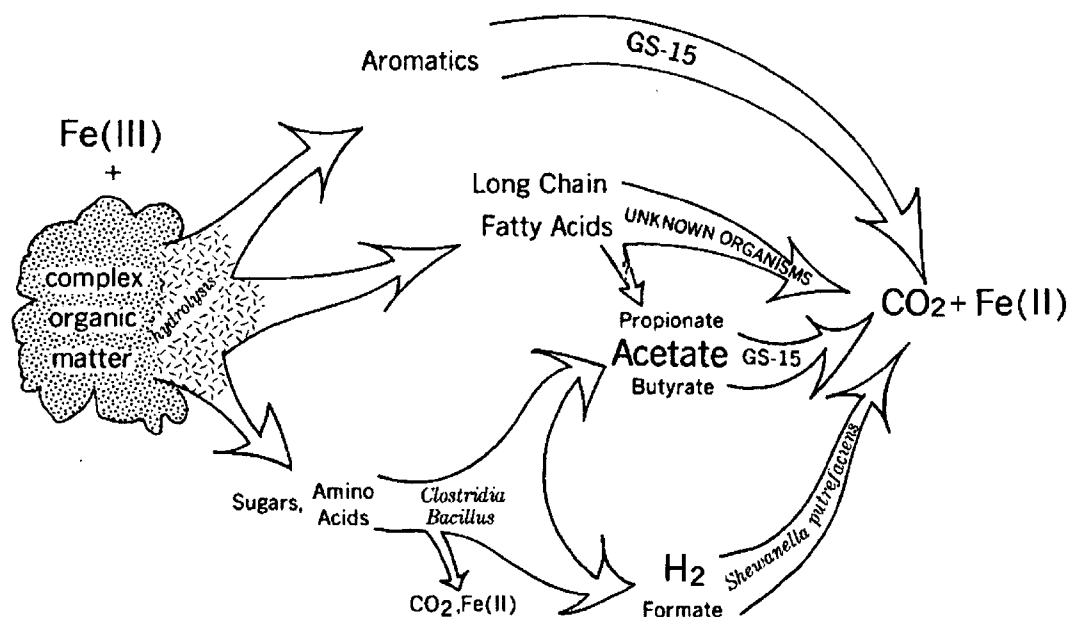 GS-15
Aromatics
Fe(III)
+
complex
organic
matter
hydrolysis
Long Chain
Fatty Acids
UNKNOWN ORGANISMS
CO2 + Fe(II)
Propionate
Acetate
GS-15
Butyrate
Sugars, Amino
Acids
Clostridia
Bacillus
CO2,Fe(II)
H2
Formate
Shewanella putrefaciens